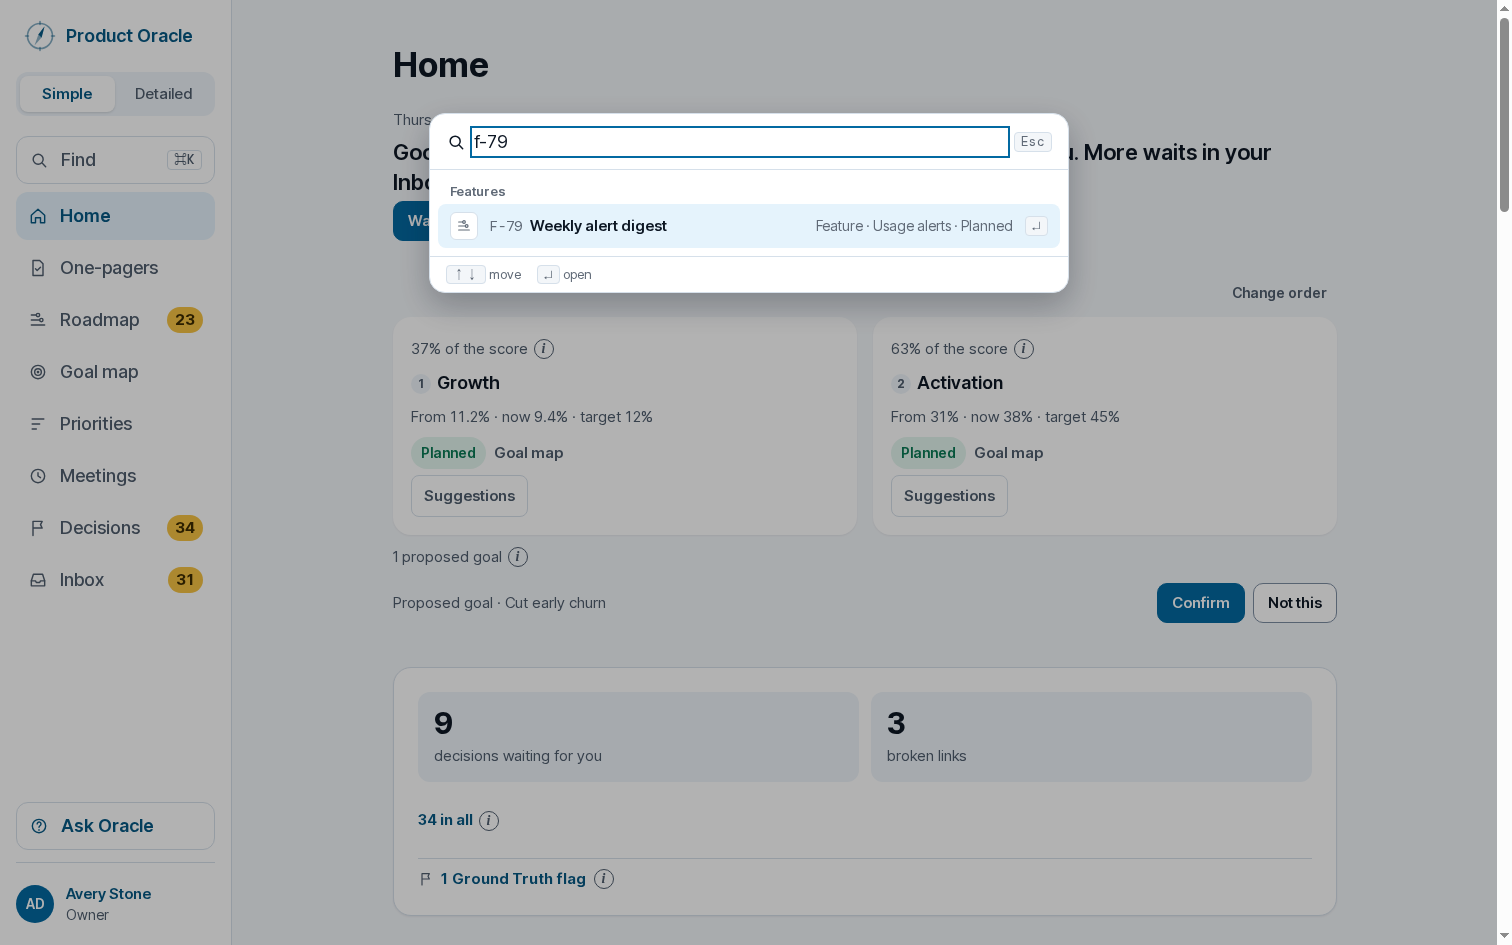 Product Oracle
Simple
Detailed
Find
⌘K
Home
One-pagers
Roadmap
23
Goal map
Priorities
Meetings
Decisions
34
Inbox
31
Ask Oracle
AD
Avery Stone
Owner
Home
Thurs
f-79
Esc
Features
F-79 Weekly alert digest
Feature · Usage alerts · Planned
↑ ↓ move
↵ open
More waits in your
Change order
37% of the score i
1 Growth
From 11.2% · now 9.4% · target 12%
Planned Goal map
Suggestions
63% of the score i
2 Activation
From 31% · now 38% · target 45%
Planned Goal map
Suggestions
1 proposed goal i
Proposed goal · Cut early churn
Confirm
Not this
9
decisions waiting for you
3
broken links
34 in all i
1 Ground Truth flag i